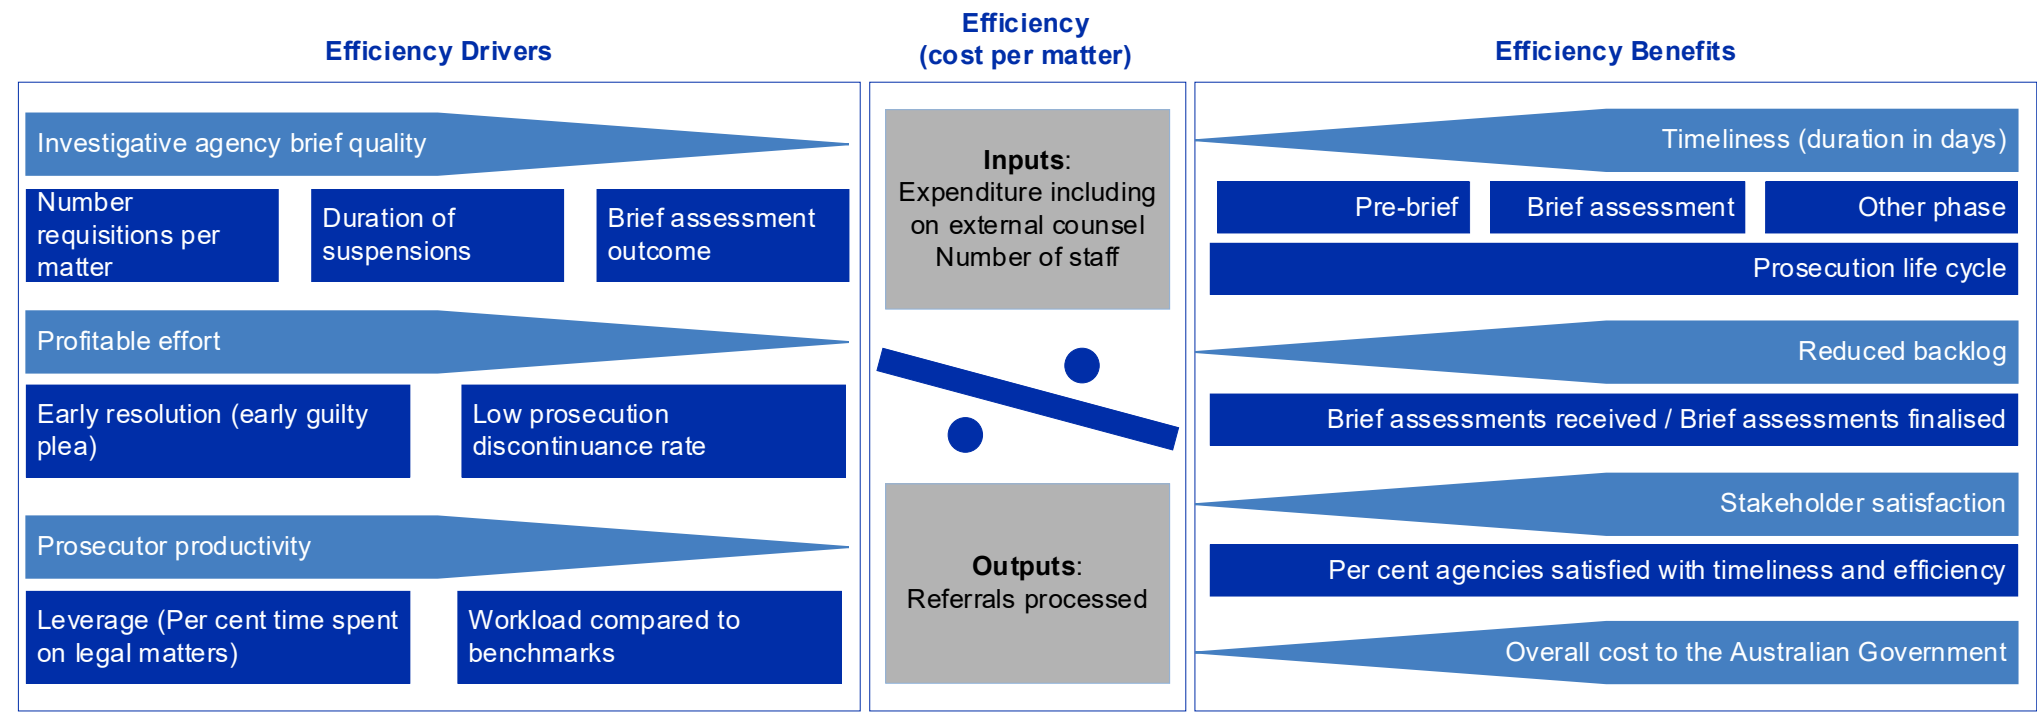 Efficiency Drivers
Investigative agency brief quality
Number
requisitions per
matter
Duration of
suspensions
Brief assessment
outcome
Profitable effort
Early resolution (early guilty
plea)
Low prosecution
discontinuance rate
Prosecutor productivity
Leverage (Per cent time spent
on legal matters)
Workload compared to
benchmarks
Efficiency
(cost per matter)
Inputs:
Expenditure including
on external counsel
Number of staff
Outputs:
Referrals processed
Efficiency Benefits
Timeliness (duration in days)
Pre-brief
Brief assessment
Other phase
Prosecution life cycle
Reduced backlog
Brief assessments received / Brief assessments finalised
Stakeholder satisfaction
Per cent agencies satisfied with timeliness and efficiency
Overall cost to the Australian Government